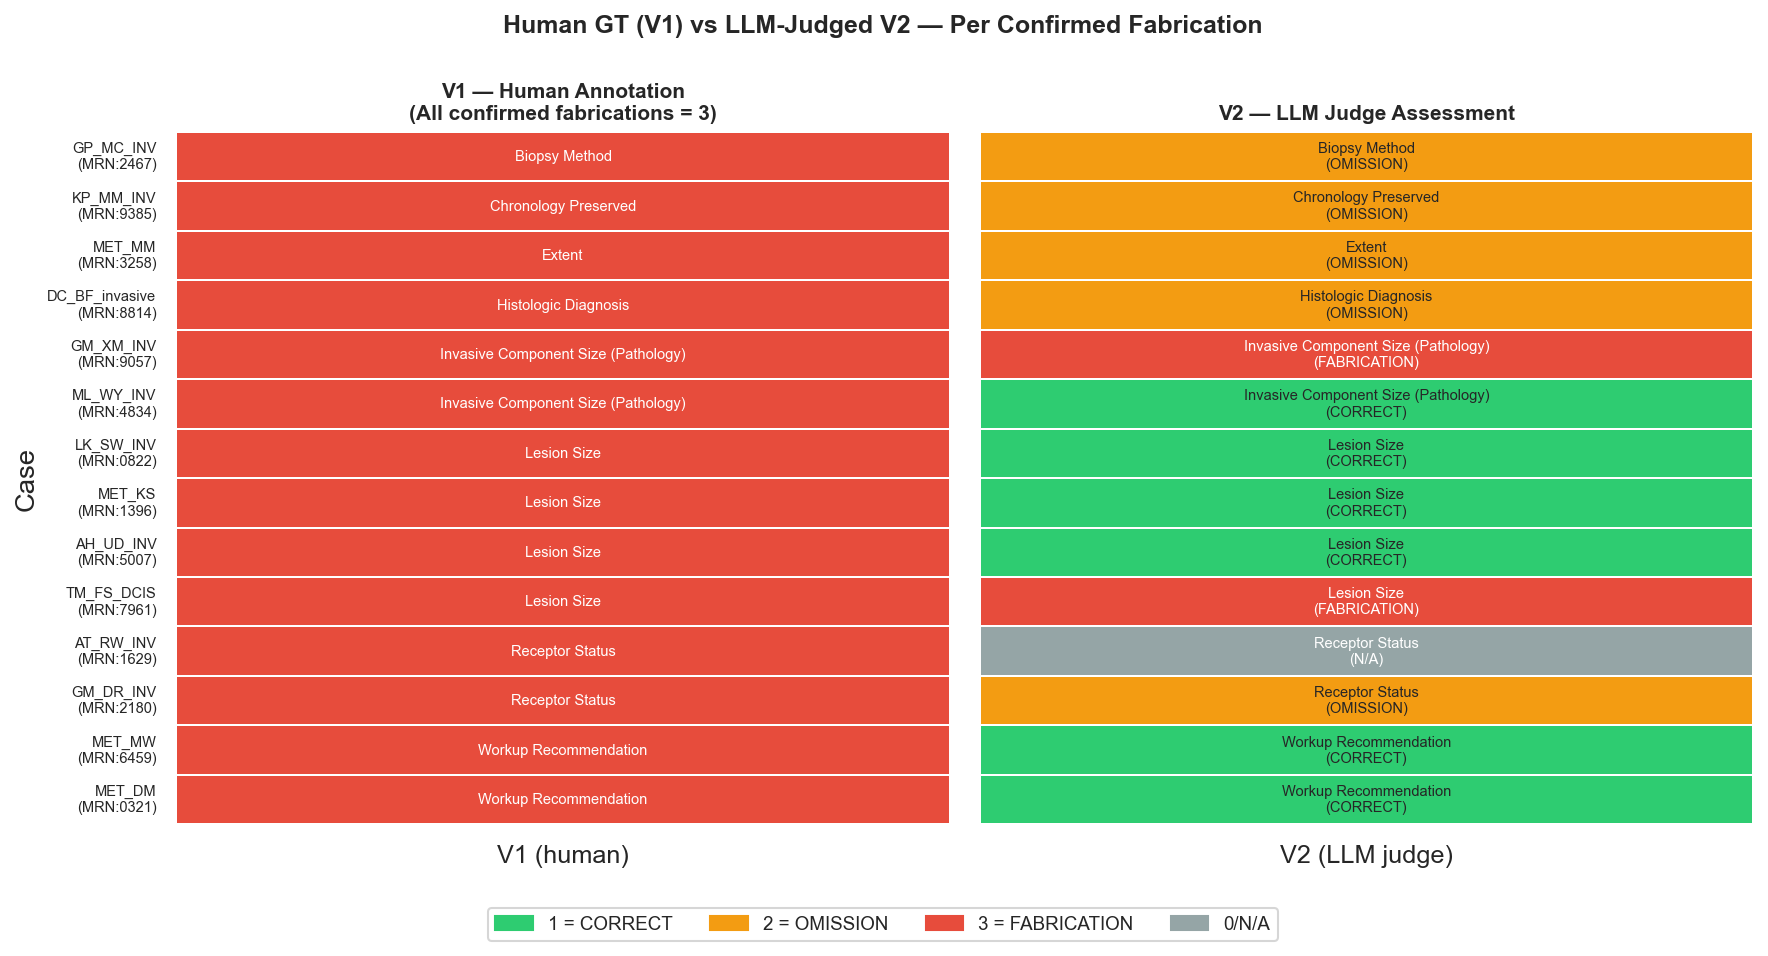 Human GT (V1) vs LLM-Judged V2 — Per Confirmed Fabrication
V1 — Human Annotation
(All confirmed fabrications = 3)
V2 — LLM Judge Assessment
Case
GP_MC_INV
(MRN:2467)
Biopsy Method
Biopsy Method
(OMISSION)
KP_MM_INV
(MRN:9385)
Chronology Preserved
Chronology Preserved
(OMISSION)
MET_MM
(MRN:3258)
Extent
Extent
(OMISSION)
DC_BF_invasive
(MRN:8814)
Histologic Diagnosis
Histologic Diagnosis
(OMISSION)
GM_XM_INV
(MRN:9057)
Invasive Component Size (Pathology)
Invasive Component Size (Pathology)
(FABRICATION)
ML_WY_INV
(MRN:4834)
Invasive Component Size (Pathology)
Invasive Component Size (Pathology)
(CORRECT)
LK_SW_INV
(MRN:0822)
Lesion Size
Lesion Size
(CORRECT)
MET_KS
(MRN:1396)
Lesion Size
Lesion Size
(CORRECT)
AH_UD_INV
(MRN:5007)
Lesion Size
Lesion Size
(CORRECT)
TM_FS_DCIS
(MRN:7961)
Lesion Size
Lesion Size
(FABRICATION)
AT_RW_INV
(MRN:1629)
Receptor Status
Receptor Status
(N/A)
GM_DR_INV
(MRN:2180)
Receptor Status
Receptor Status
(OMISSION)
MET_MW
(MRN:6459)
Workup Recommendation
Workup Recommendation
(CORRECT)
MET_DM
(MRN:0321)
Workup Recommendation
Workup Recommendation
(CORRECT)
V1 (human)
V2 (LLM judge)
1 = CORRECT
2 = OMISSION
3 = FABRICATION
0/N/A